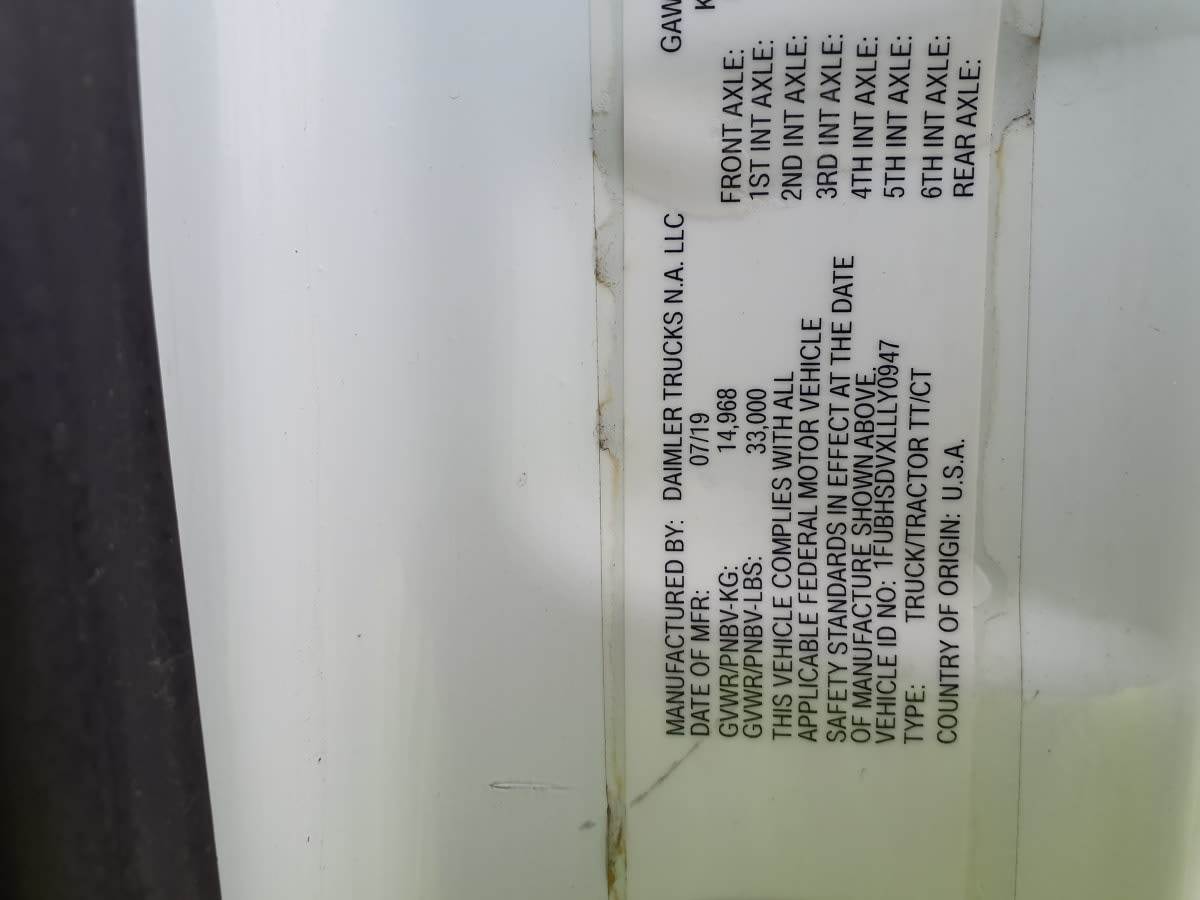 MANUFACTURED BY: DAIMLER TRUCKS N.A. LLC
DATE OF MFR: 07/19
GVWR/PNBV-KG: 14,968
GVWR/PNBV-LBS: 33,000
THIS VEHICLE COMPLIES WITH ALL
APPLICABLE FEDERAL MOTOR VEHICLE
SAFETY STANDARDS IN EFFECT AT THE DATE
OF MANUFACTURE SHOWN ABOVE.
VEHICLE ID NO: 1FUBHSDVXLLLY0947
TYPE: TRUCK/TRACTOR TT/CT
COUNTRY OF ORIGIN: U.S.A.
GAW
K
FRONT AXLE:
1ST INT AXLE:
2ND INT AXLE:
3RD INT AXLE:
4TH INT AXLE:
5TH INT AXLE:
6TH INT AXLE:
REAR AXLE: